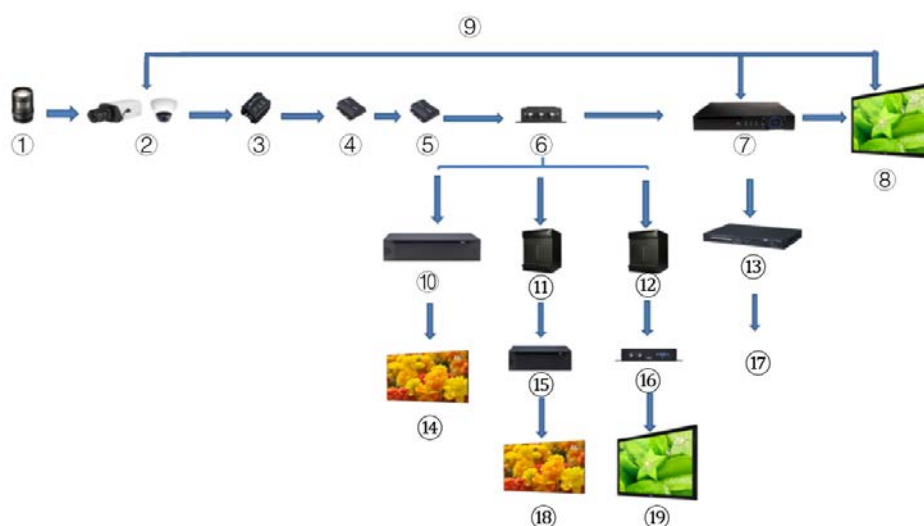 ⑨
① ② ③ ④ ⑤ ⑥ ⑦ ⑧
⑩ ⑪ ⑫ ⑬
⑭ ⑮ ⑯ ⑰
⑱ ⑲